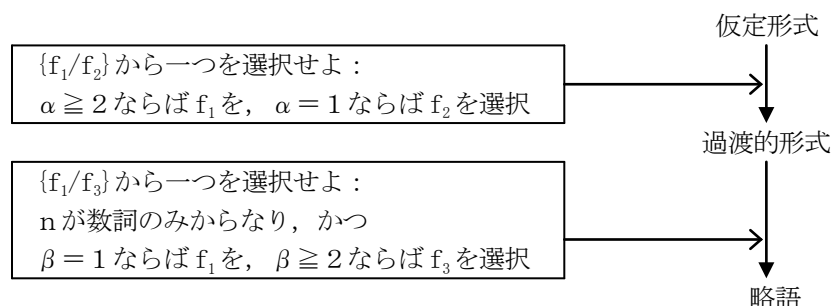 仮定形式
{f₁/f₂}から一つを選択せよ：
α≧2ならばf₁を，α＝1ならばf₂を選択
過渡的形式
{f₁/f₃}から一つを選択せよ：
nが数詞のみからなり，かつ
β＝1ならばf₁を，β≧2ならばf₃を選択
略語